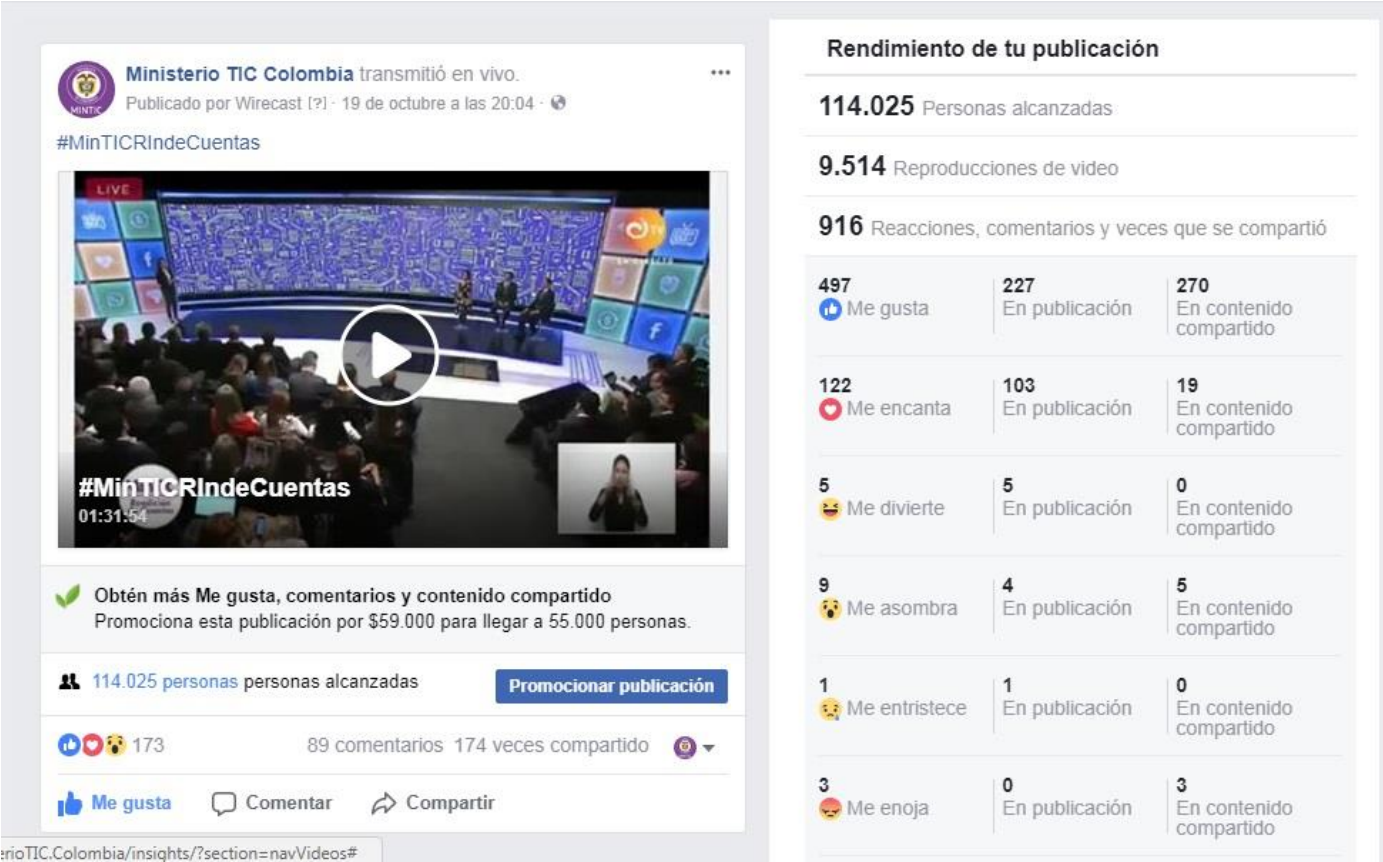 Ministerio TIC Colombia transmitió en vivo.
MINTIC
Publicado por Wirecast [?] · 19 de octubre a las 20:04 ·
#MinTICRIndeCuentas
LIVE
#MinTICRIndeCuentas
01:31:54
Obtén más Me gusta, comentarios y contenido compartido
Promociona esta publicación por $59.000 para llegar a 55.000 personas.
114.025 personas personas alcanzadas
Promocionar publicación
173
89 comentarios 174 veces compartido
Me gusta
Comentar
Compartir
erioTIC.Colombia/insights/?section=navVideos#
Rendimiento de tu publicación
114.025 Personas alcanzadas
9.514 Reproducciones de video
916 Reacciones, comentarios y veces que se compartió
497
Me gusta
227
En publicación
270
En contenido
compartido
122
Me encanta
103
En publicación
19
En contenido
compartido
5
Me divierte
5
En publicación
0
En contenido
compartido
9
Me asombra
4
En publicación
5
En contenido
compartido
1
Me entristece
1
En publicación
0
En contenido
compartido
3
Me enoja
0
En publicación
3
En contenido
compartido